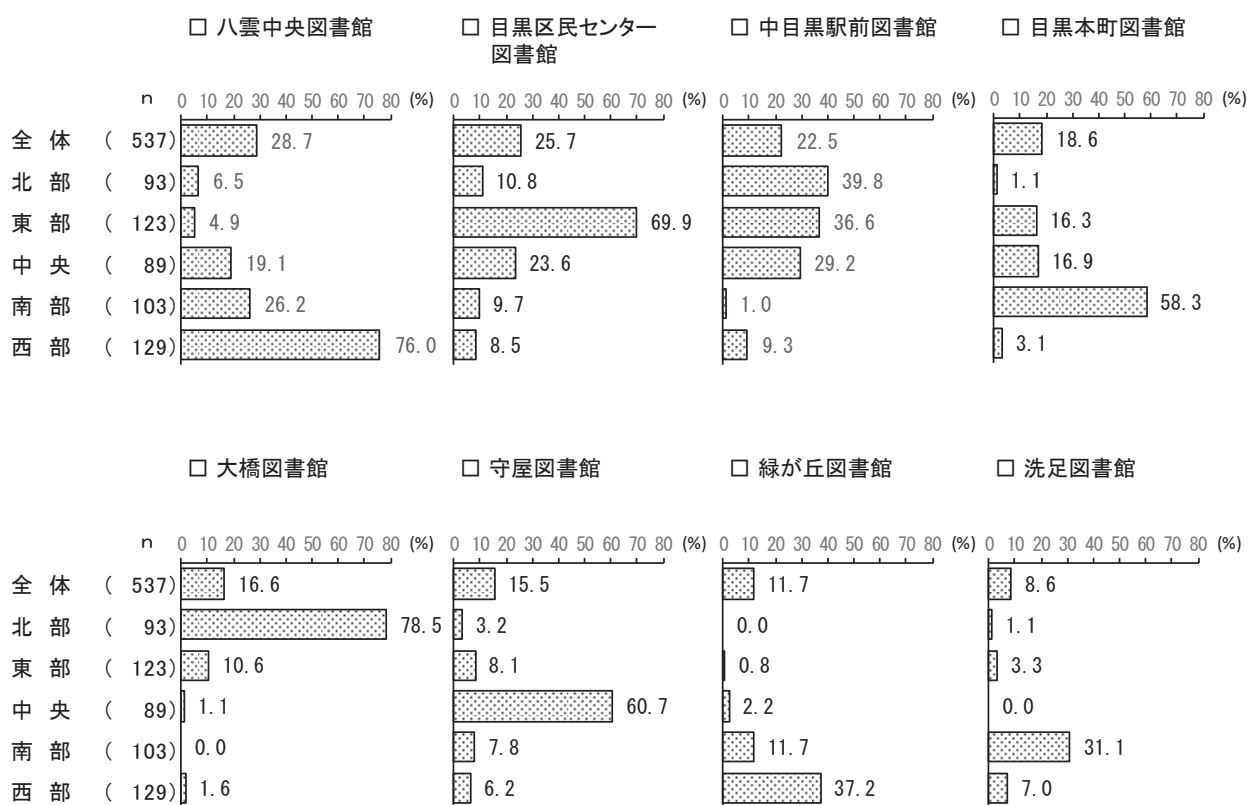 □ 八雲中央図書館 □ 目黒区民センター図書館 □ 中目黒駅前図書館 □ 目黒本町図書館
n 0 10 20 30 40 50 60 70 80 (%) 0 10 20 30 40 50 60 70 80 (%) 0 10 20 30 40 50 60 70 80 (%) 0 10 20 30 40 50 60 70 80 (%)
全体 ( 537) 28.7 25.7 22.5 18.6
北部 ( 93) 6.5 10.8 39.8 1.1
東部 ( 123) 4.9 69.9 36.6 16.3
中央 ( 89) 19.1 23.6 29.2 16.9
南部 ( 103) 26.2 9.7 1.0 58.3
西部 ( 129) 76.0 8.5 9.3 3.1
□ 大橋図書館 □ 守屋図書館 □ 緑が丘図書館 □ 洗足図書館
n 0 10 20 30 40 50 60 70 80 (%) 0 10 20 30 40 50 60 70 80 (%) 0 10 20 30 40 50 60 70 80 (%) 0 10 20 30 40 50 60 70 80 (%)
全体 ( 537) 16.6 15.5 11.7 8.6
北部 ( 93) 78.5 3.2 0.0 1.1
東部 ( 123) 10.6 8.1 0.8 3.3
中央 ( 89) 1.1 60.7 2.2 0.0
南部 ( 103) 0.0 7.8 11.7 31.1
西部 ( 129) 1.6 6.2 37.2 7.0